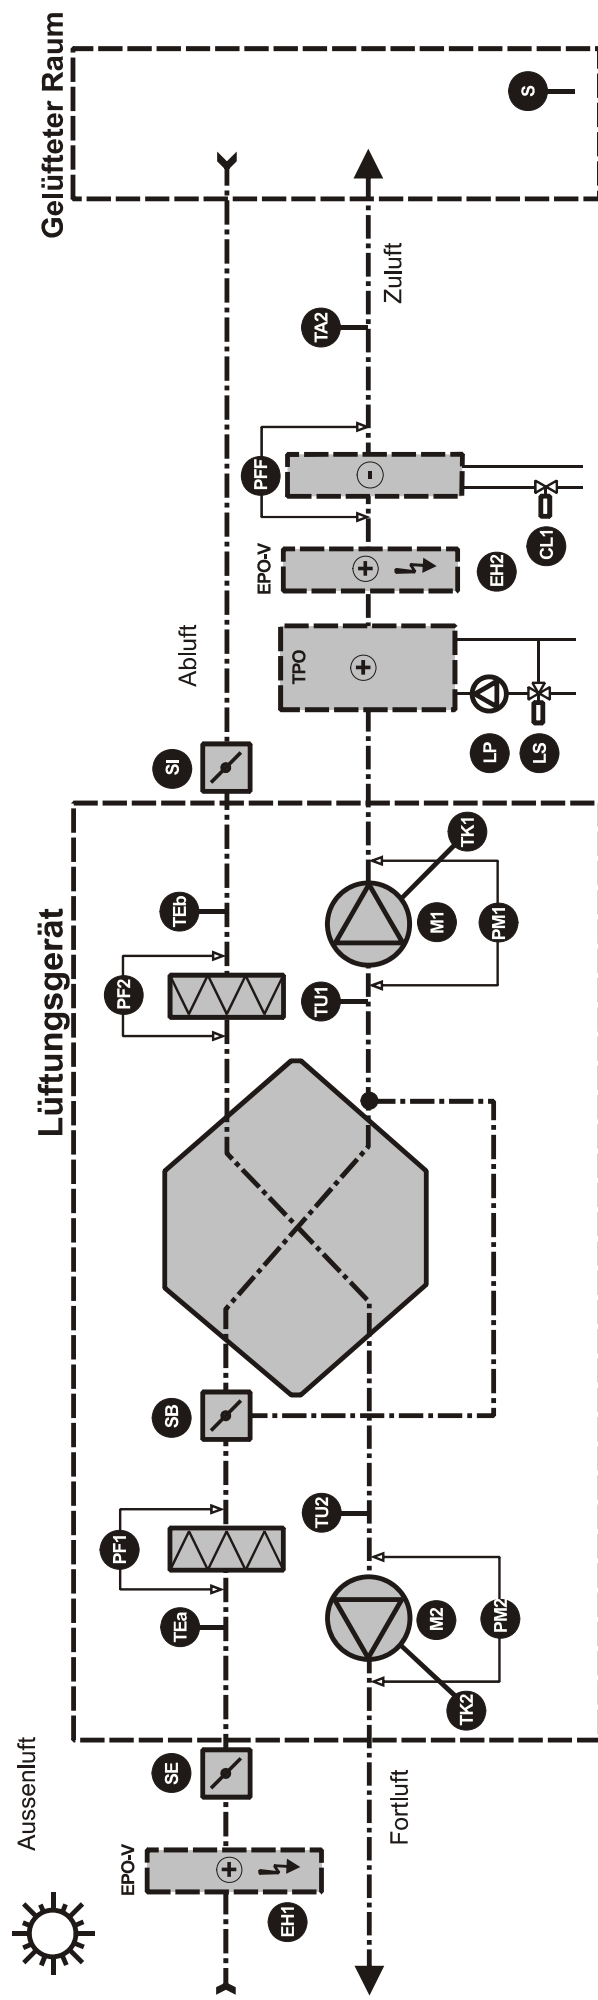 Gelüfteter Raum
S
Zuluft
TA2
PFF
-
CL1
EPO-V
+
EH2
Abluft
TPO
+
LP
LS
SI
Lüftungsgerät
TEb
TK1
M1
PM1
PF2
TU1
SB
PF1
TU2
TEa
M2
PM2
TK2
Aussenluft
SE
Fortluft
EPO-V
+
EH1